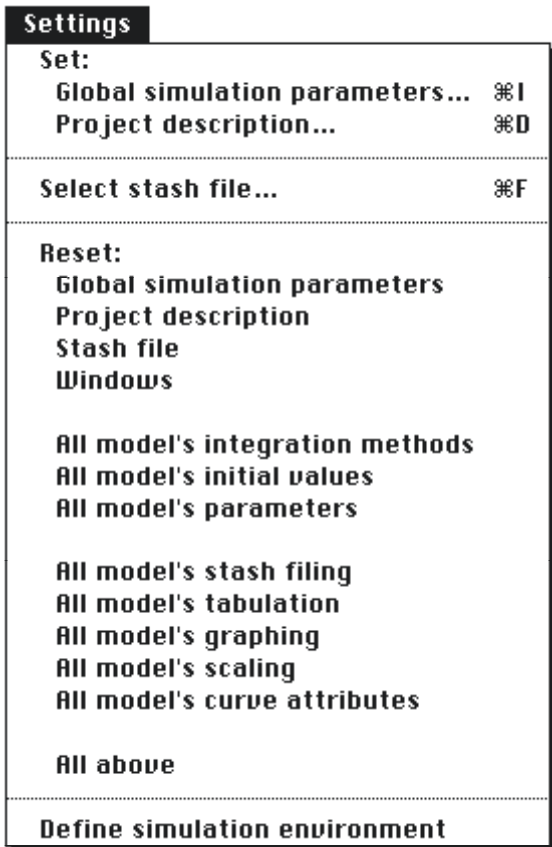 Settings
Set:
Global simulation parameters... ⌘I
Project description... ⌘D
Select stash file... ⌘F
Reset:
Global simulation parameters
Project description
Stash file
Windows
All model's integration methods
All model's initial values
All model's parameters
All model's stash filing
All model's tabulation
All model's graphing
All model's scaling
All model's curve attributes
All above
Define simulation environment